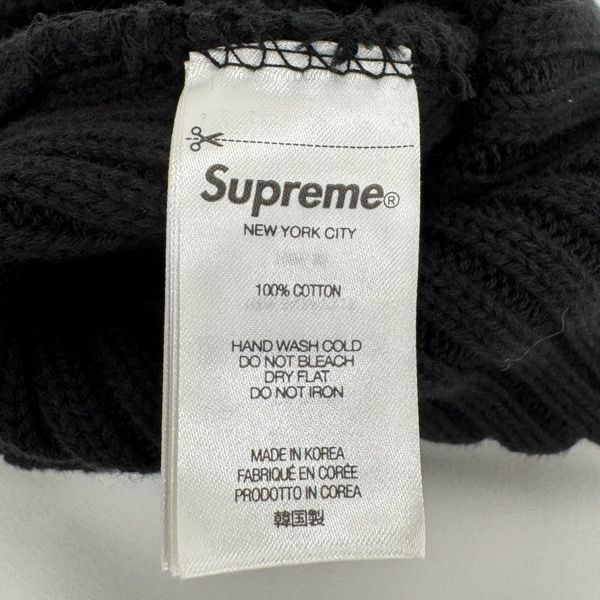 Supreme®
NEW YORK CITY
100% COTTON
HAND WASH COLD
DO NOT BLEACH
DRY FLAT
DO NOT IRON
MADE IN KOREA
FABRIQUÉ EN CORÉE
PRODOTTO IN COREA
韓国製